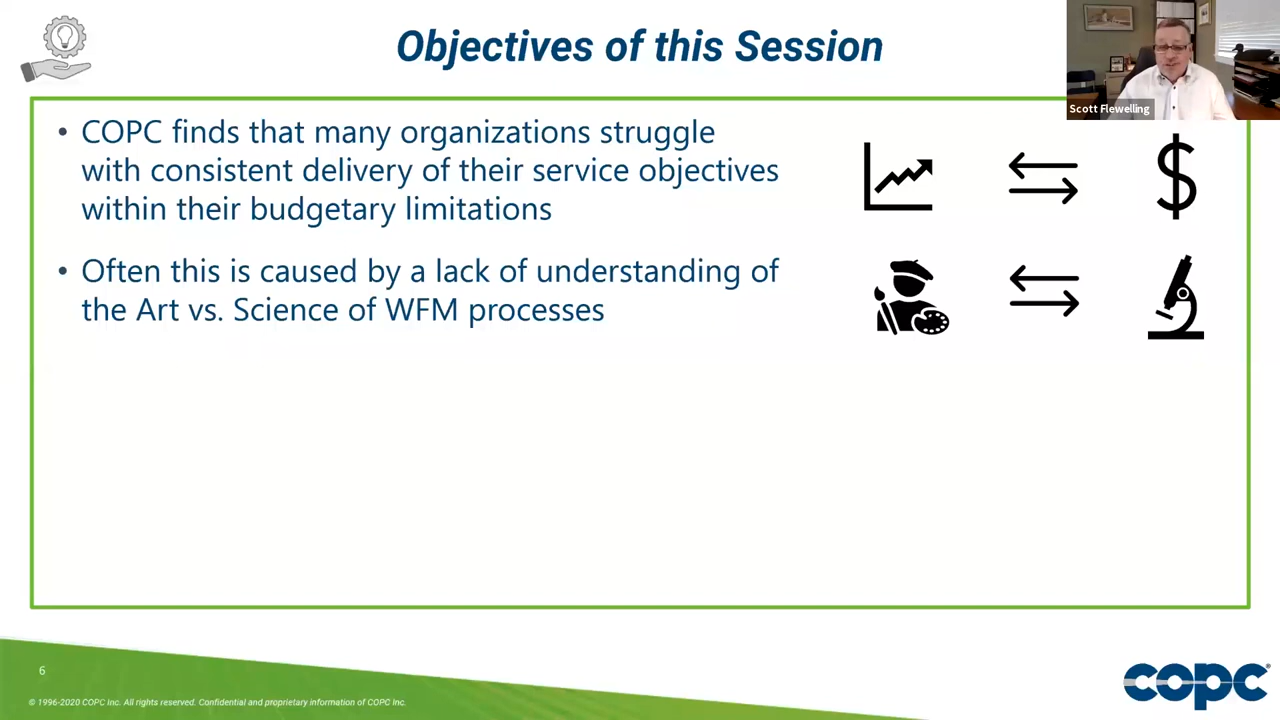 Objectives of this Session
Scott Flewelling
• COPC finds that many organizations struggle
with consistent delivery of their service objectives
within their budgetary limitations
• Often this is caused by a lack of understanding of
the Art vs. Science of WFM processes
$
6
© 1996-2020 COPC Inc. All rights reserved. Confidential and proprietary information of COPC Inc.
copc®